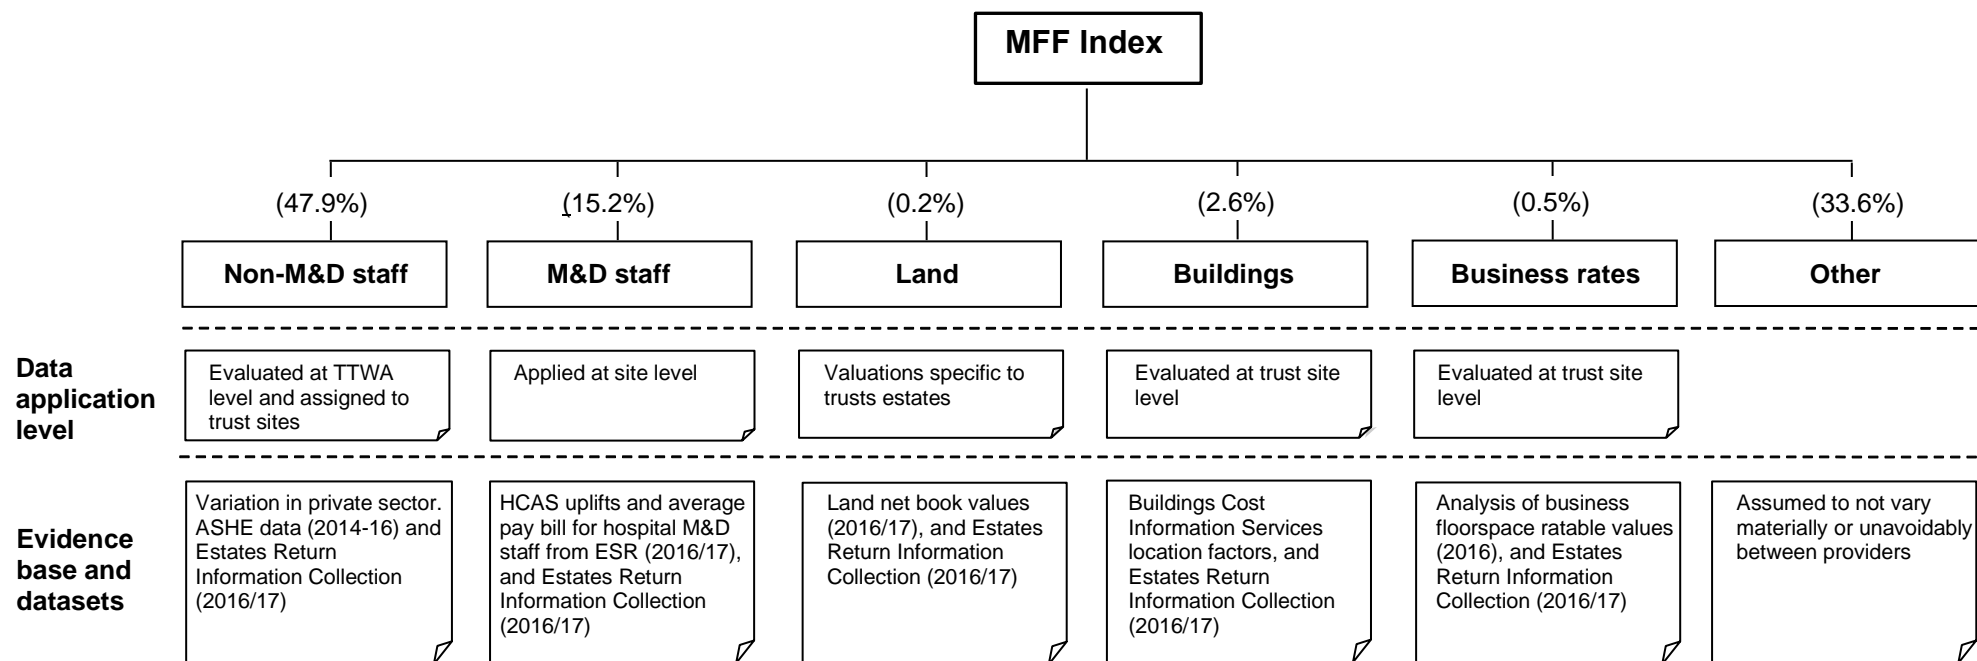 MFF Index
(47.9%)
(15.2%)
(0.2%)
(2.6%)
(0.5%)
(33.6%)
Non-M&D staff
M&D staff
Land
Buildings
Business rates
Other
Data
application
level
Evaluated at TTWA
level and assigned to
trust sites
Applied at site level
Valuations specific to
trusts estates
Evaluated at trust site
level
Evaluated at trust site
level
Evidence
base and
datasets
Variation in private sector.
ASHE data (2014-16) and
Estates Return
Information Collection
(2016/17)
HCAS uplifts and average
pay bill for hospital M&D
staff from ESR (2016/17),
and Estates Return
Information Collection
(2016/17)
Land net book values
(2016/17), and Estates
Return Information
Collection (2016/17)
Buildings Cost
Information Services
location factors, and
Estates Return
Information Collection
(2016/17)
Analysis of business
floorspace ratable values
(2016), and Estates
Return Information
Collection (2016/17)
Assumed to not vary
materially or unavoidably
between providers